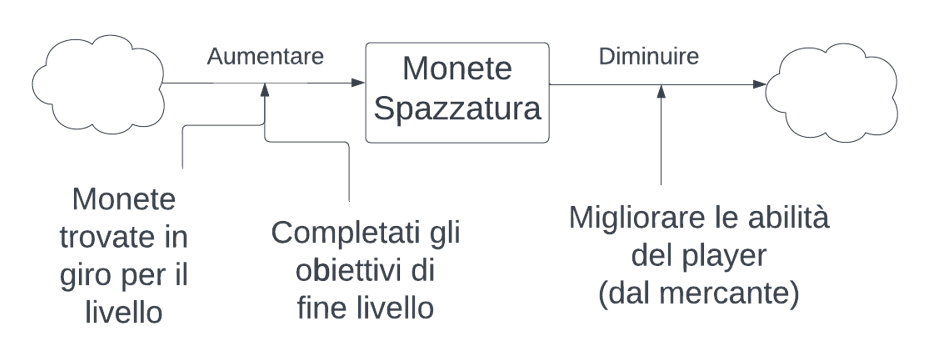 Aumentare
Monete
Spazzatura
Diminuire
Monete
trovate in
giro per il
livello
Completati gli
obiettivi di
fine livello
Migliorare le abilità
del player
(dal mercante)